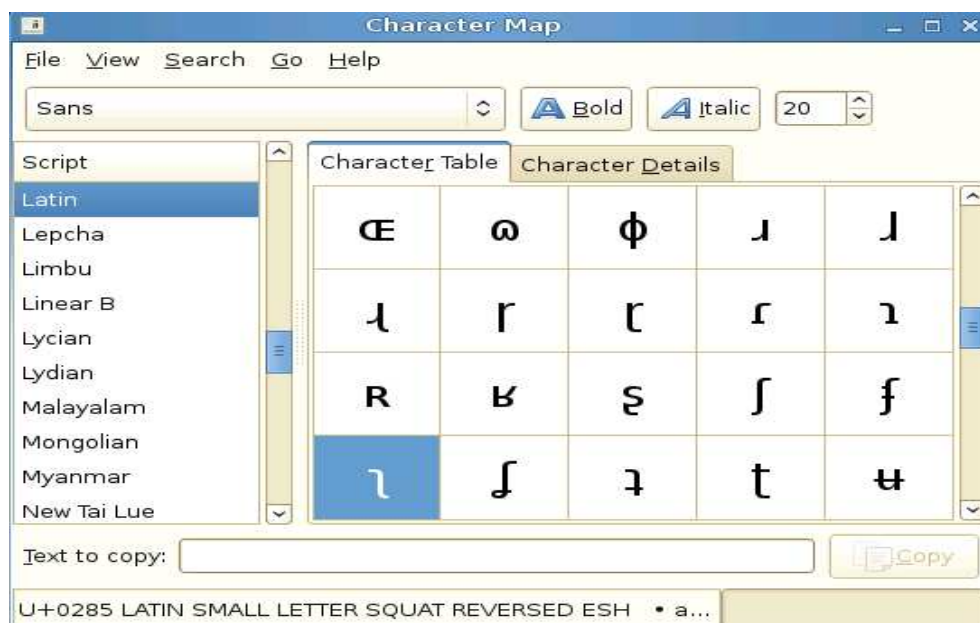 Character Map
File View Search Go Help
Sans Bold Italic 20
Script
Latin
Lepcha
Limbu
Linear B
Lycian
Lydian
Malayalam
Mongolian
Myanmar
New Tai Lue
Character Table Character Details
ɶ ɷ ɸ ɹ ɺ
ɻ ɼ ɽ ɾ ɿ
ʀ ʁ ʂ ʃ ʄ
ʅ ʆ ʇ ʈ ʉ
Text to copy: Copy
U+0285 LATIN SMALL LETTER SQUAT REVERSED ESH • a...